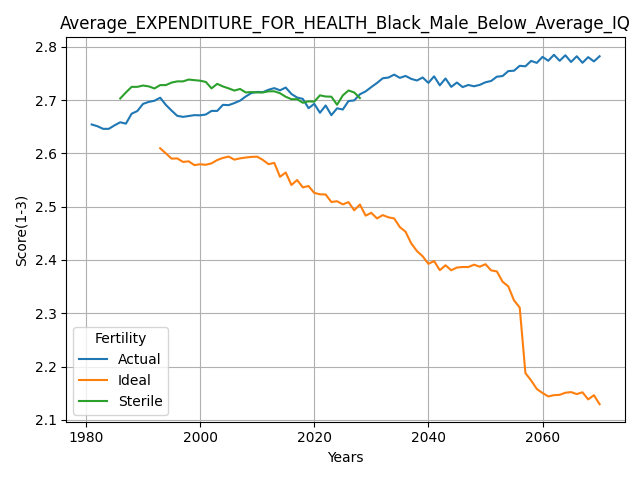 Average_EXPENDITURE_FOR_HEALTH_Black_Male_Below_Average_IQ
2.8
2.7
2.6
2.5
2.4
2.3
2.2
2.1
Score(1-3)
Fertility
Actual
Ideal
Sterile
1980 2000 2020 2040 2060
Years